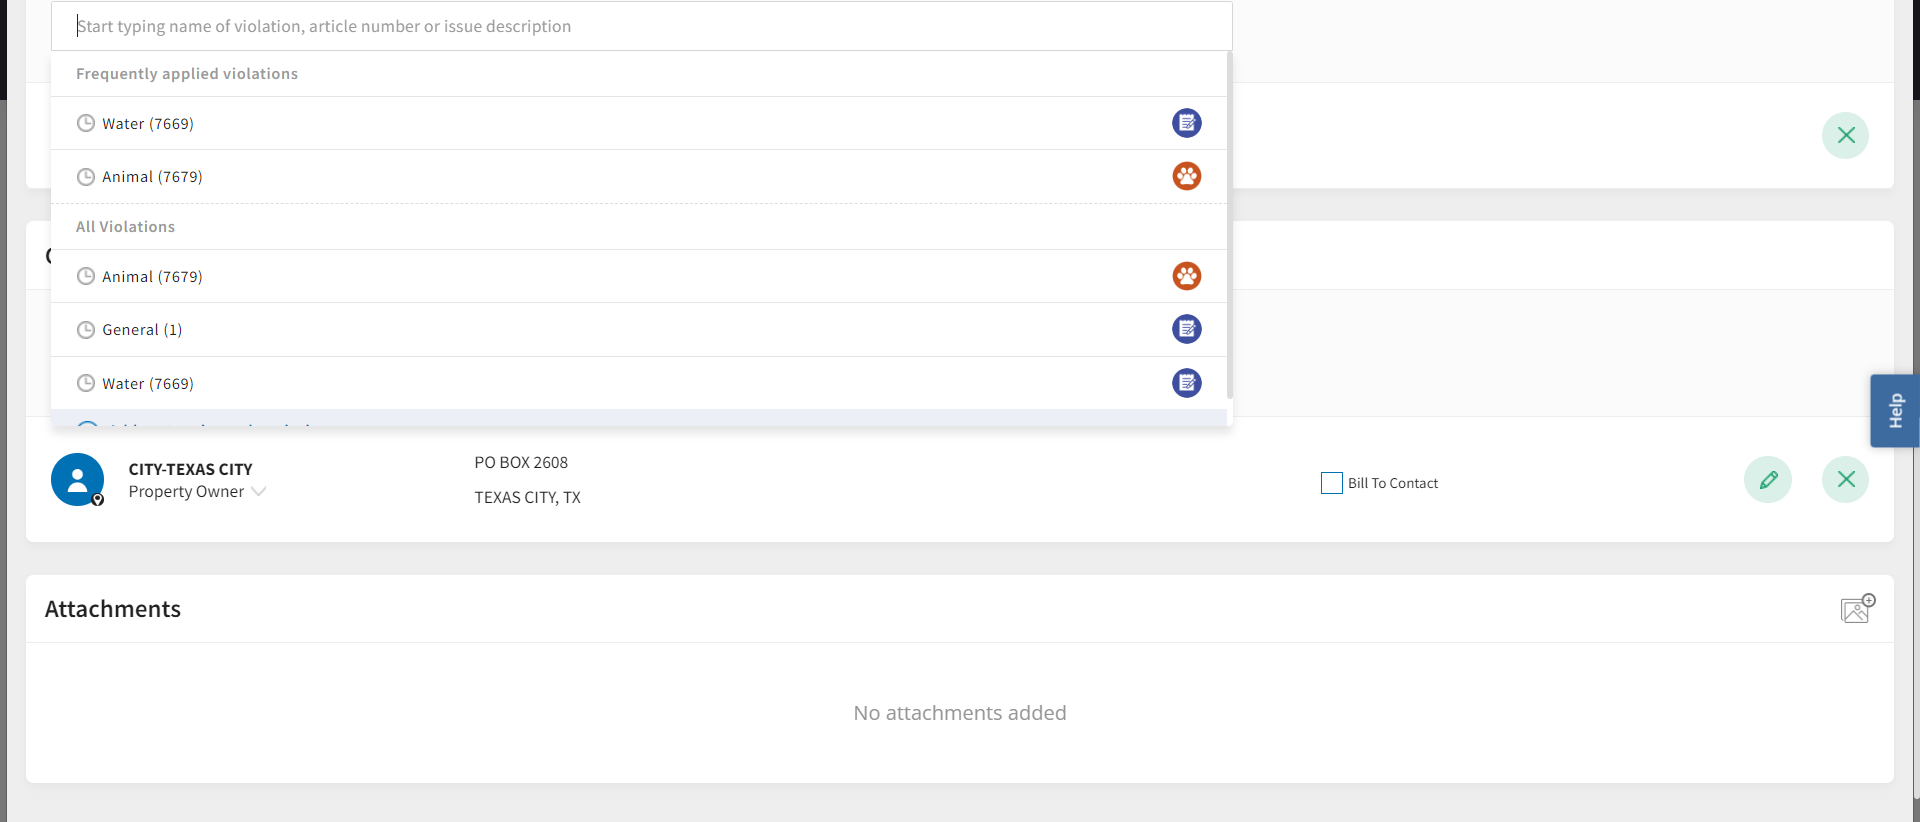 Start typing name of violation, article number or issue description
Frequently applied violations
Water (7669)
Animal (7679)
All Violations
Animal (7679)
General (1)
Water (7669)
CITY-TEXAS CITY
Property Owner
PO BOX 2608
TEXAS CITY, TX
Bill To Contact
Help
Attachments
No attachments added